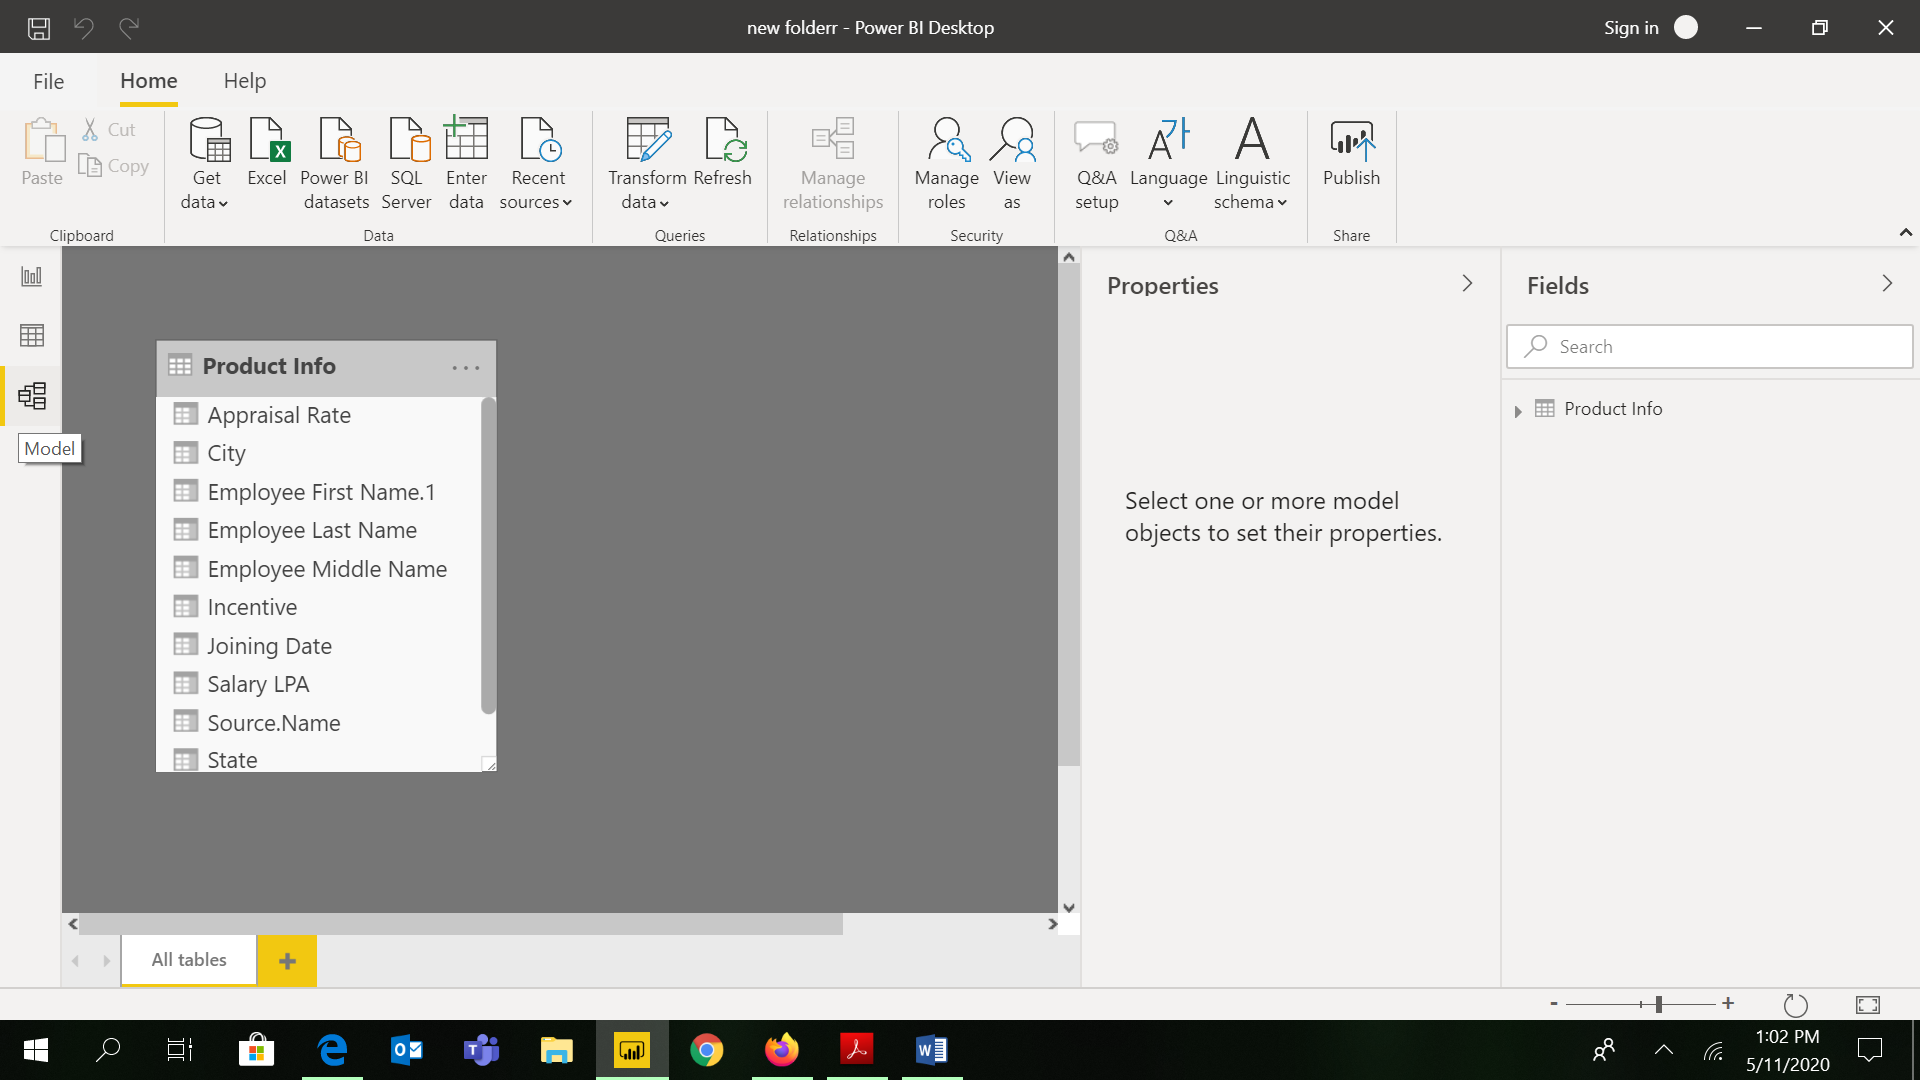 new folderr - Power BI Desktop
Sign in
File
Home
Help
Paste
Cut
Copy
Clipboard
Get data
Excel
Power BI datasets
SQL Server
Enter data
Recent sources
Data
Transform data
Refresh
Queries
Manage relationships
Relationships
Manage roles
View as
Security
Q&A setup
Language
Linguistic schema
Q&A
Publish
Share
Model
Product Info
Appraisal Rate
City
Employee First Name.1
Employee Last Name
Employee Middle Name
Incentive
Joining Date
Salary LPA
Source.Name
State
All tables
Properties
Select one or more model
objects to set their properties.
Fields
Search
Product Info
1:02 PM
5/11/2020